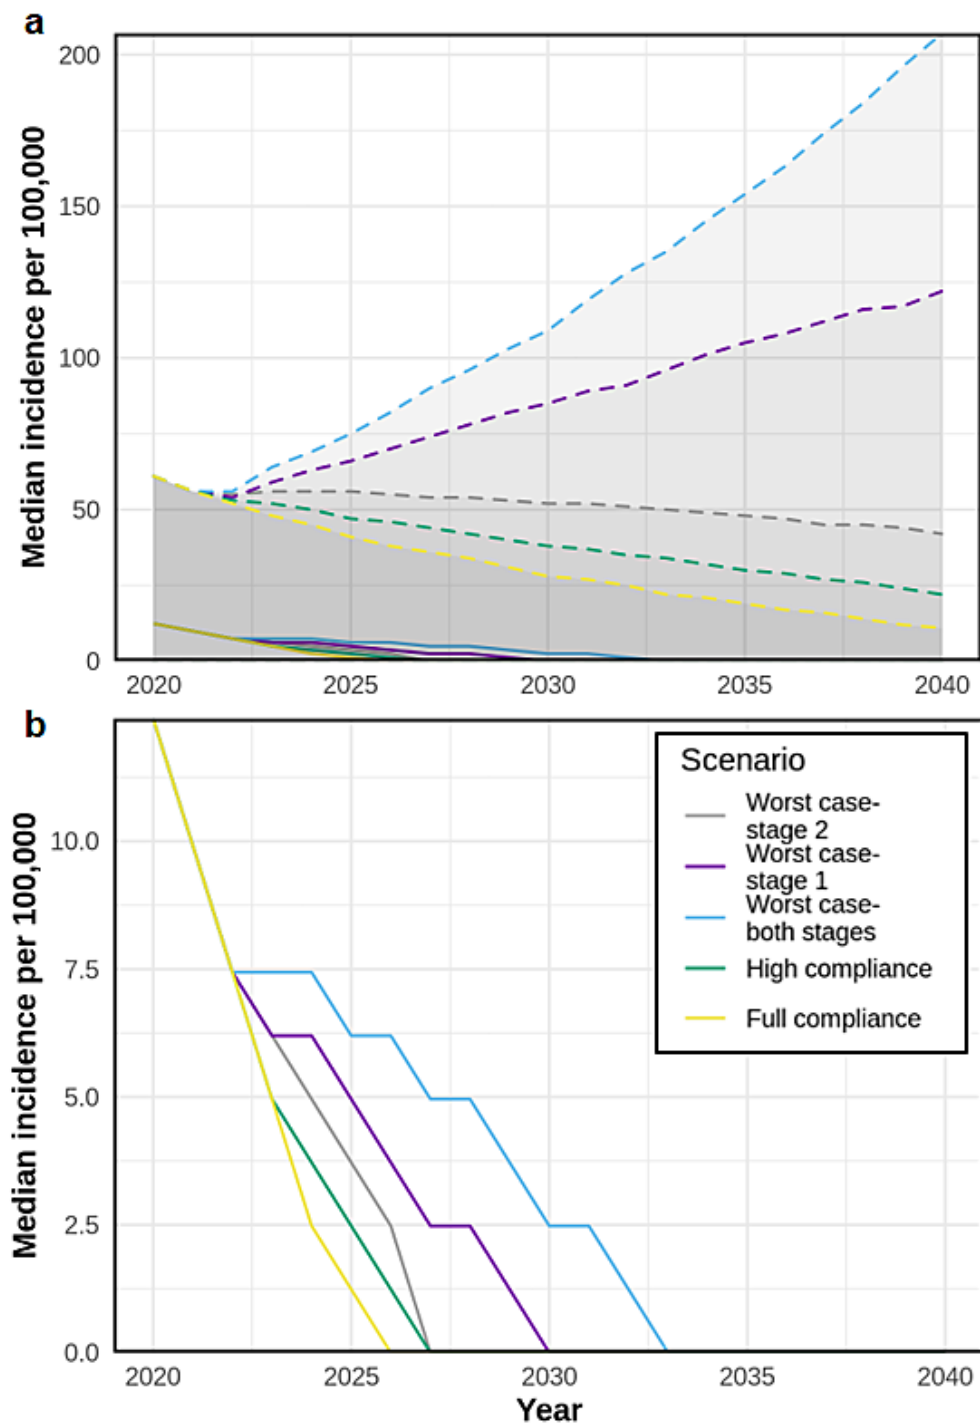 a
Median incidence per 100,000
200
150
100
50
0
2020 2025 2030 2035 2040
b
Median incidence per 100,000
10.0
7.5
5.0
2.5
0.0
Scenario
Worst case-
stage 2
Worst case-
stage 1
Worst case-
both stages
High compliance
Full compliance
2020 2025 2030 2035 2040
Year